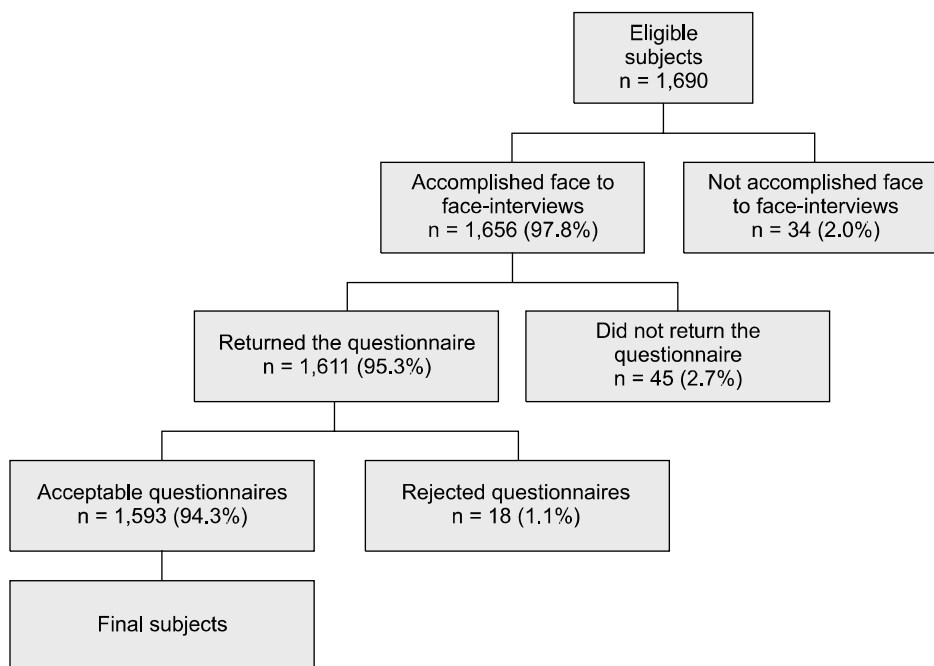 Eligible
subjects
n = 1,690
Accomplished face to
face-interviews
n = 1,656 (97.8%)
Not accomplished face
to face-interviews
n = 34 (2.0%)
Returned the questionnaire
n = 1,611 (95.3%)
Did not return the
questionnaire
n = 45 (2.7%)
Acceptable questionnaires
n = 1,593 (94.3%)
Rejected questionnaires
n = 18 (1.1%)
Final subjects